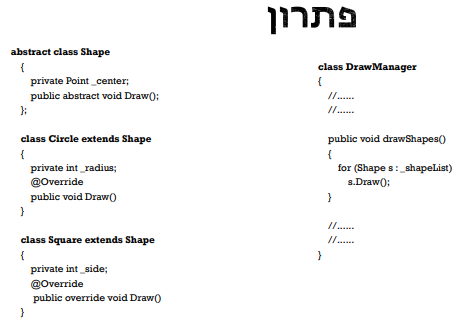 פתרון
abstract class Shape
{
private Point _center;
public abstract void Draw();
};
class Circle extends Shape
{
private int _radius;
@Override
public void Draw()
}
class Square extends Shape
{
private int _side;
@Override
public override void Draw()
}
class DrawManager
{
//......
//......
public void drawShapes()
{
for (Shape s : _shapeList)
s.Draw();
}
//......
//......
}